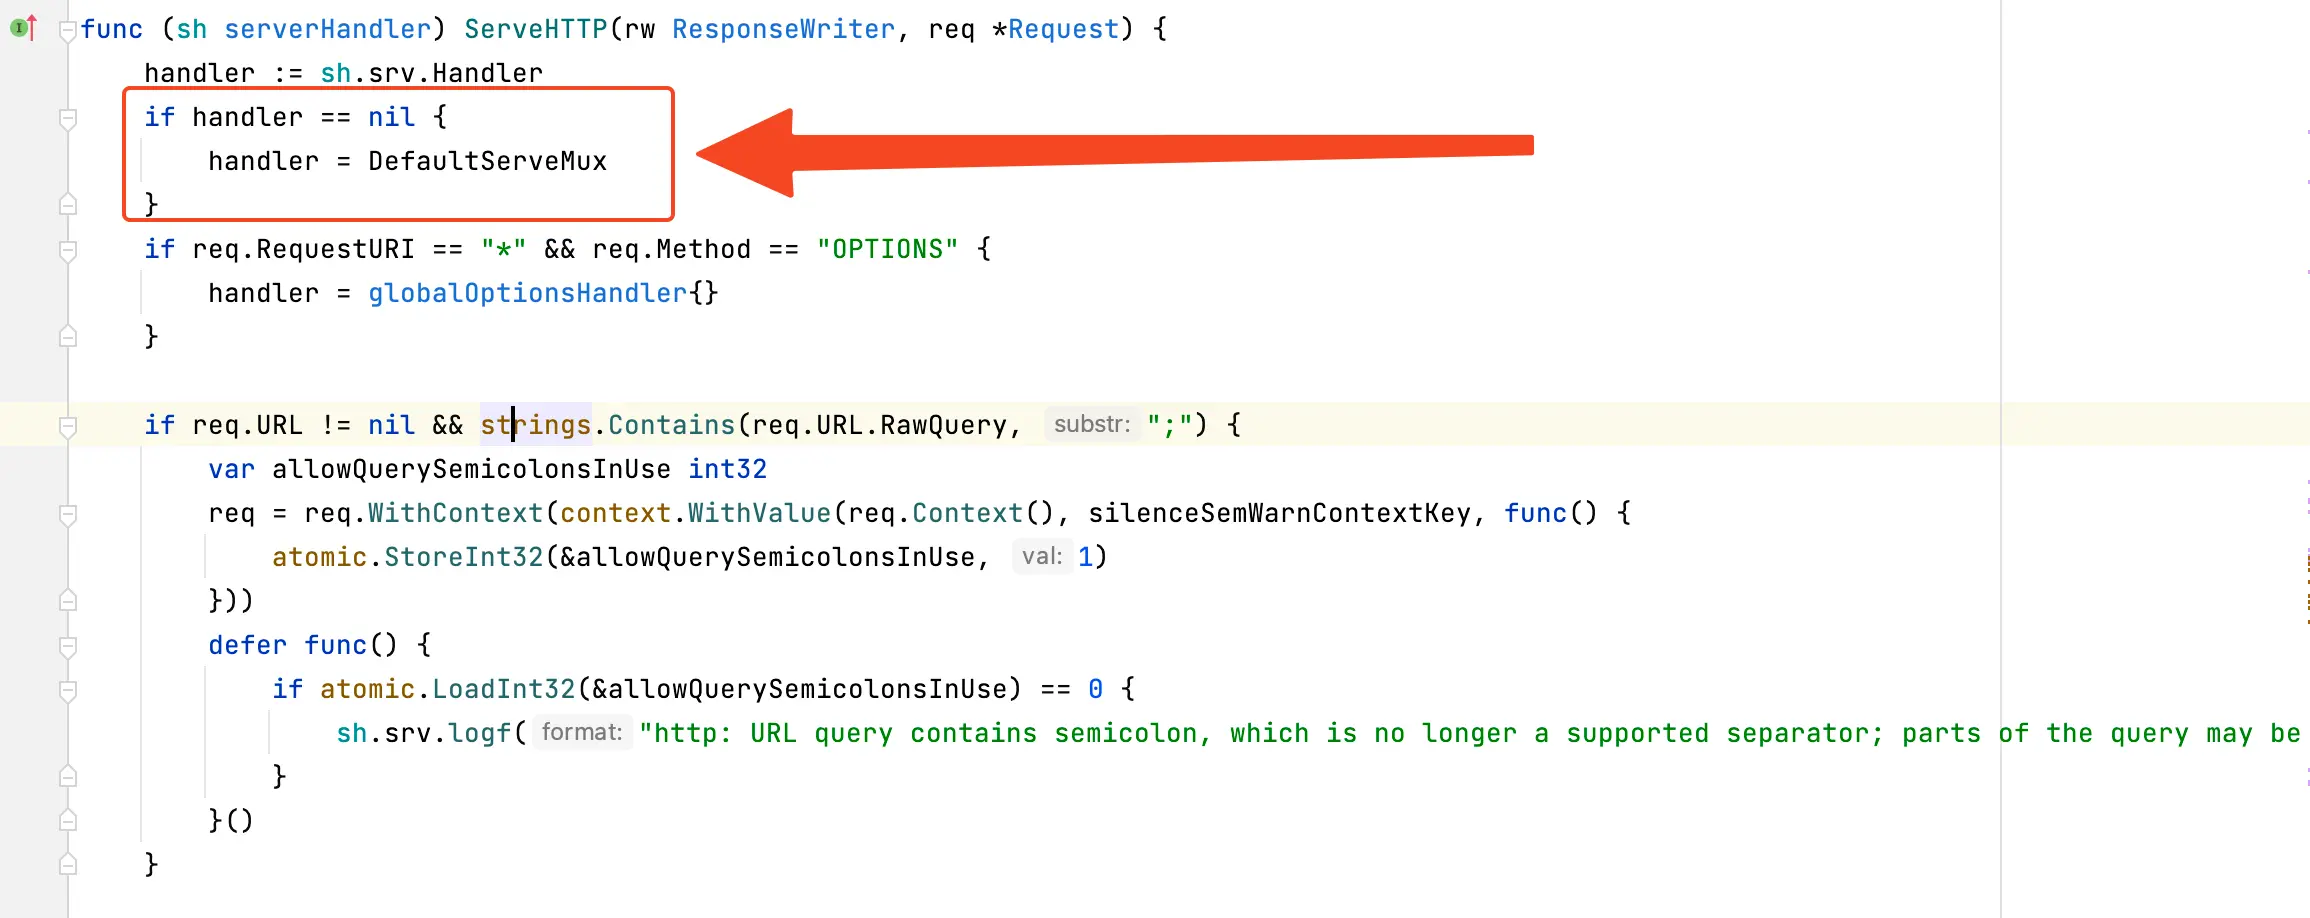 func (sh serverHandler) ServeHTTP(rw ResponseWriter, req *Request) {
    handler := sh.srv.Handler
    if handler == nil {
        handler = DefaultServeMux
    }
    if req.RequestURI == "*" && req.Method == "OPTIONS" {
        handler = globalOptionsHandler{}
    }

    if req.URL != nil && strings.Contains(req.URL.RawQuery, substr: ";") {
        var allowQuerySemicolonsInUse int32
        req = req.WithContext(context.WithValue(req.Context(), silenceSemWarnContextKey, func() {
            atomic.StoreInt32(&allowQuerySemicolonsInUse, val: 1)
        }))
        defer func() {
            if atomic.LoadInt32(&allowQuerySemicolonsInUse) == 0 {
                sh.srv.logf( format: "http: URL query contains semicolon, which is no longer a supported separator; parts of the query may be
            }
        }()
    }